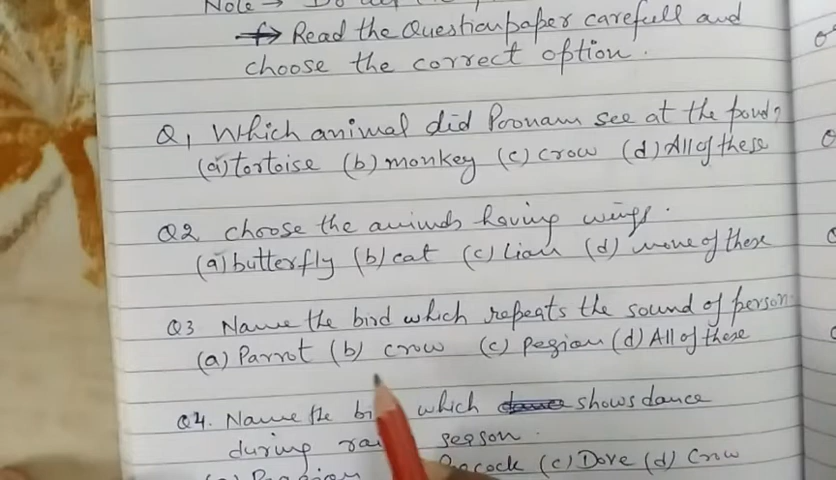 Note → Do
→ Read the Questionpaper carefull and
choose the correct option.
Q1 Which animal did Poonam see at the pond?
(a) tortoise (b) monkey (c) crow (d) All of these
Q2 choose the animals having wings.
(a) butterfly (b) cat (c) Lion (d) none of these
Q3 Name the bird which repeats the sound of person
(a) Parrot (b) crow (c) Pegion (d) All of these
Q4. Name the which shows dance
during season.
(c) Dove (d) Crow